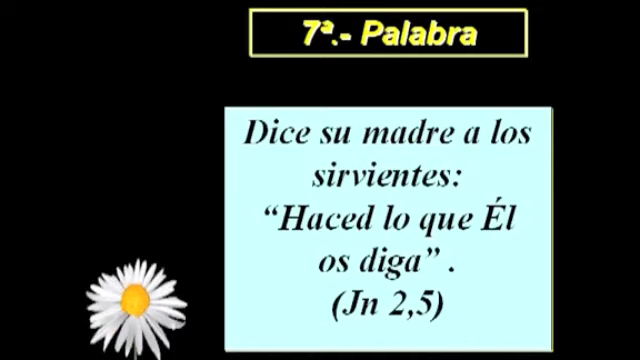 7ª.- Palabra
Dice su madre a los
sirvientes:
“Haced lo que Él
os diga” .
(Jn 2,5)